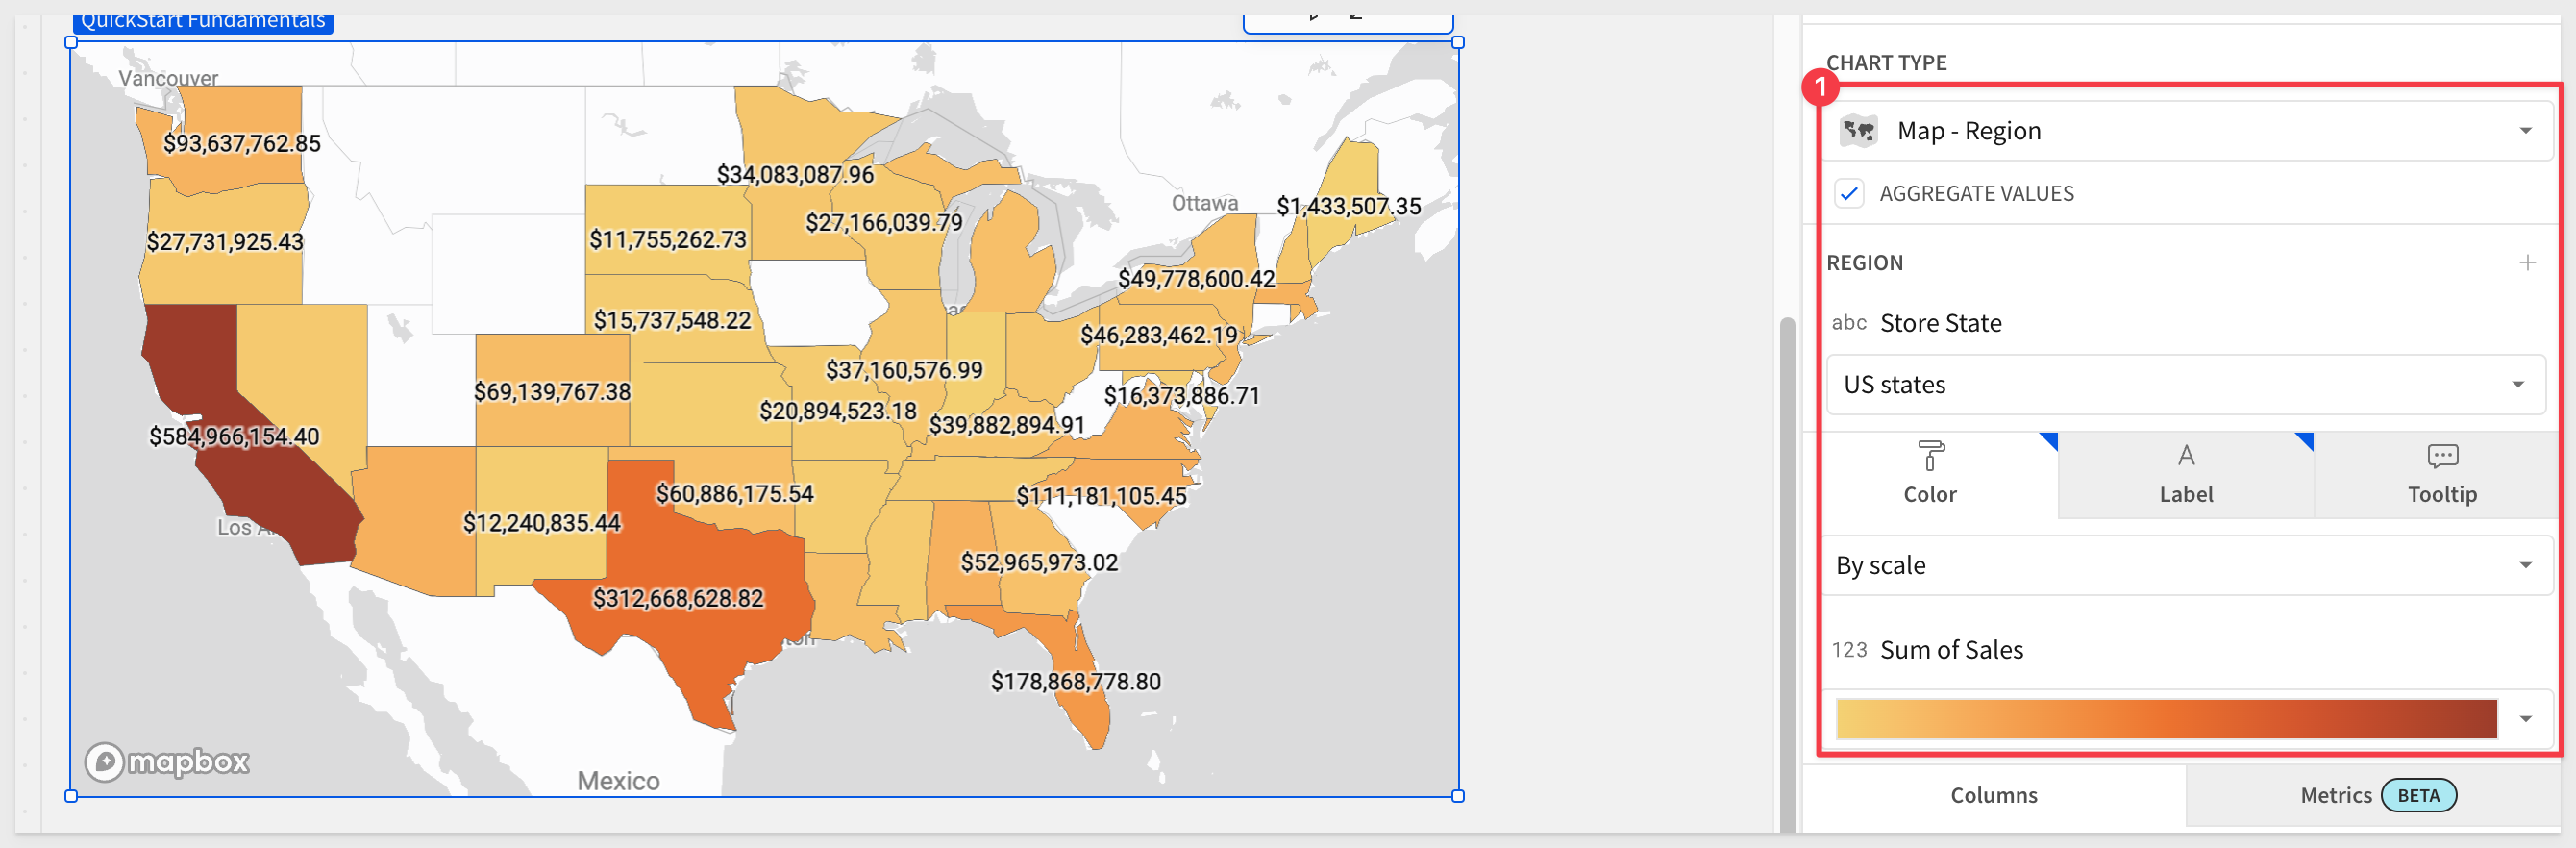 QuickStart Fundamentals
Vancouver
$93,637,762.85
$34,083,087.96
Ottawa
$1,433,507.35
$27,166,039.79
$27,731,925.43
$11,755,262.73
$49,778,600.42
$15,737,548.22
$46,283,462.19
$37,160,576.99
$69,139,767.38
$16,373,886.71
$20,894,523.18
$39,882,894.91
$584,966,154.40
$60,886,175.54
$111,181,105.45
$12,240,835.44
Los A
$52,965,973.02
$312,668,628.82
$178,868,778.80
mapbox
Mexico
CHART TYPE
1
Map - Region
AGGREGATE VALUES
REGION
abc Store State
US states
Color
A
Label
Tooltip
By scale
123 Sum of Sales
Columns
Metrics BETA